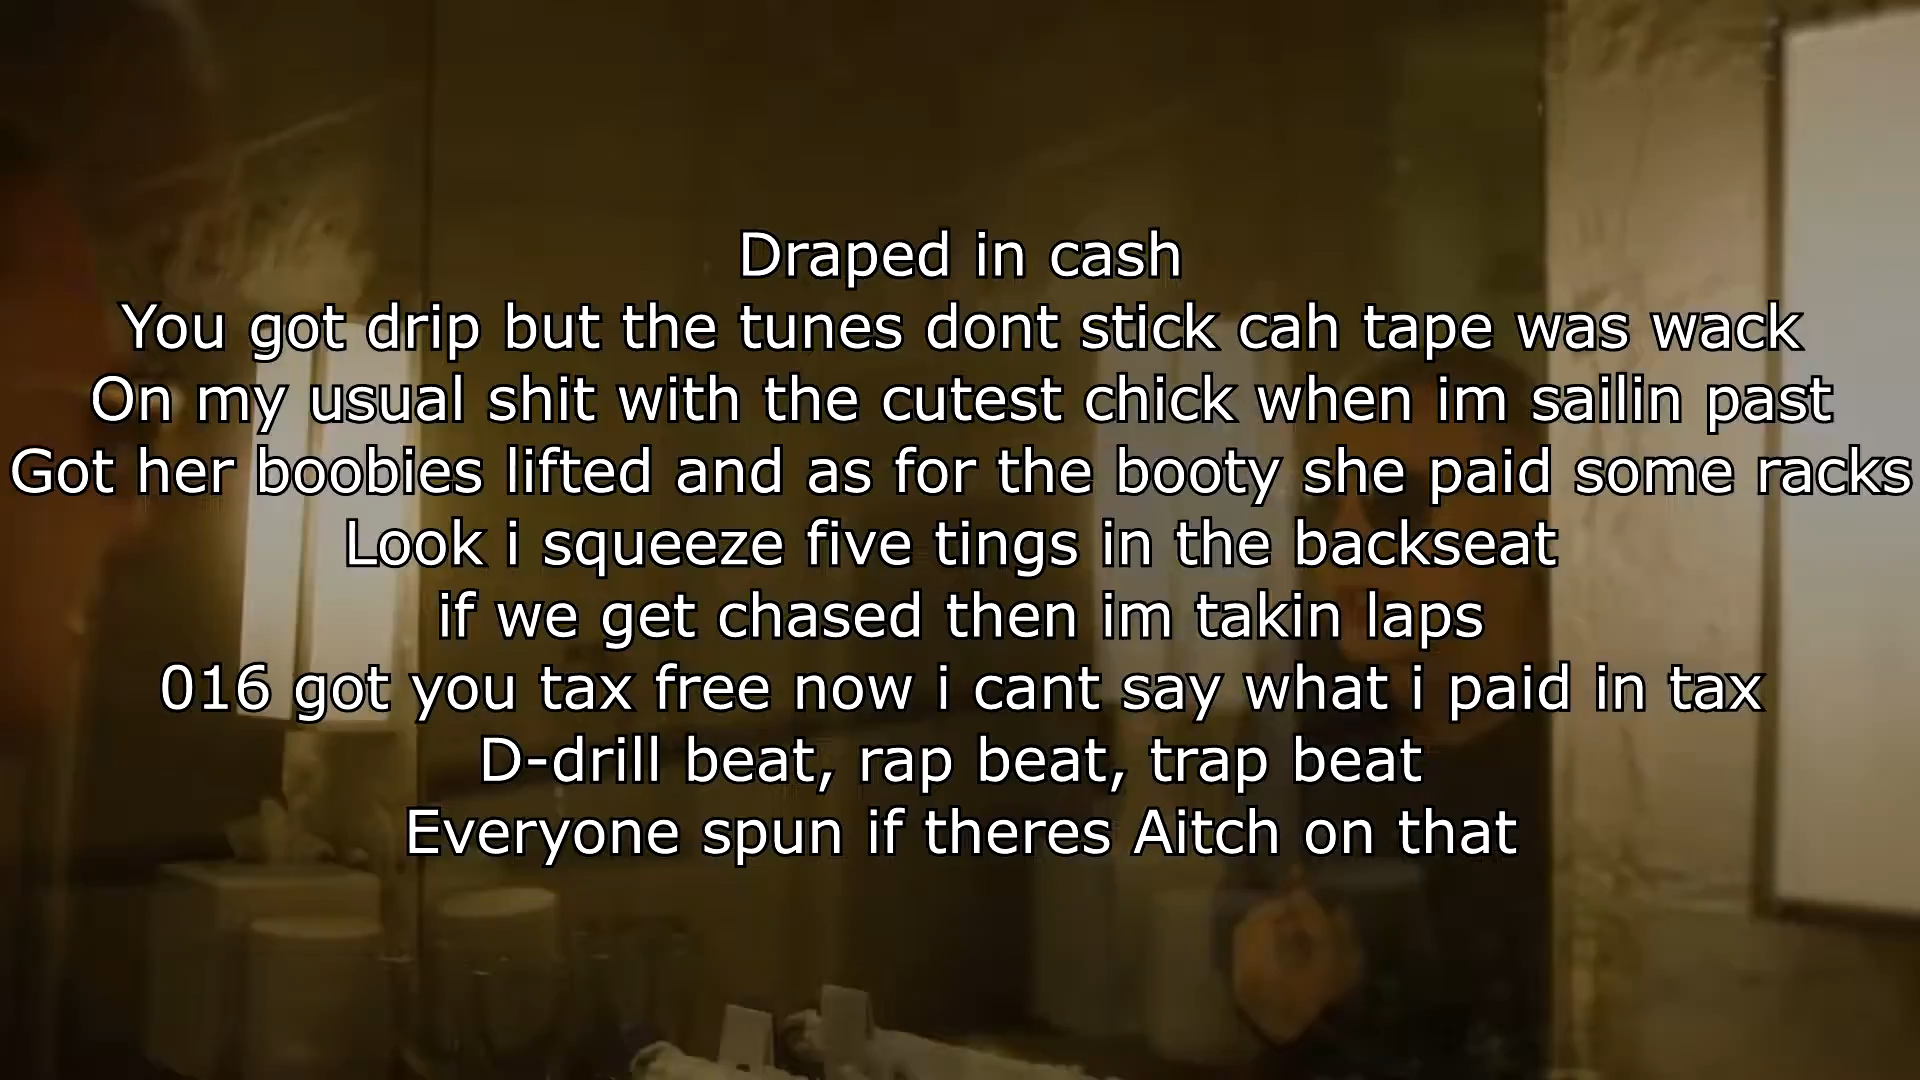 Draped in cash
You got drip but the tunes dont stick cah tape was wack
On my usual shit with the cutest chick when im sailin past
Got her boobies lifted and as for the booty she paid some racks
Look i squeeze five tings in the backseat
if we get chased then im takin laps
016 got you tax free now i cant say what i paid in tax
D-drill beat, rap beat, trap beat
Everyone spun if theres Aitch on that